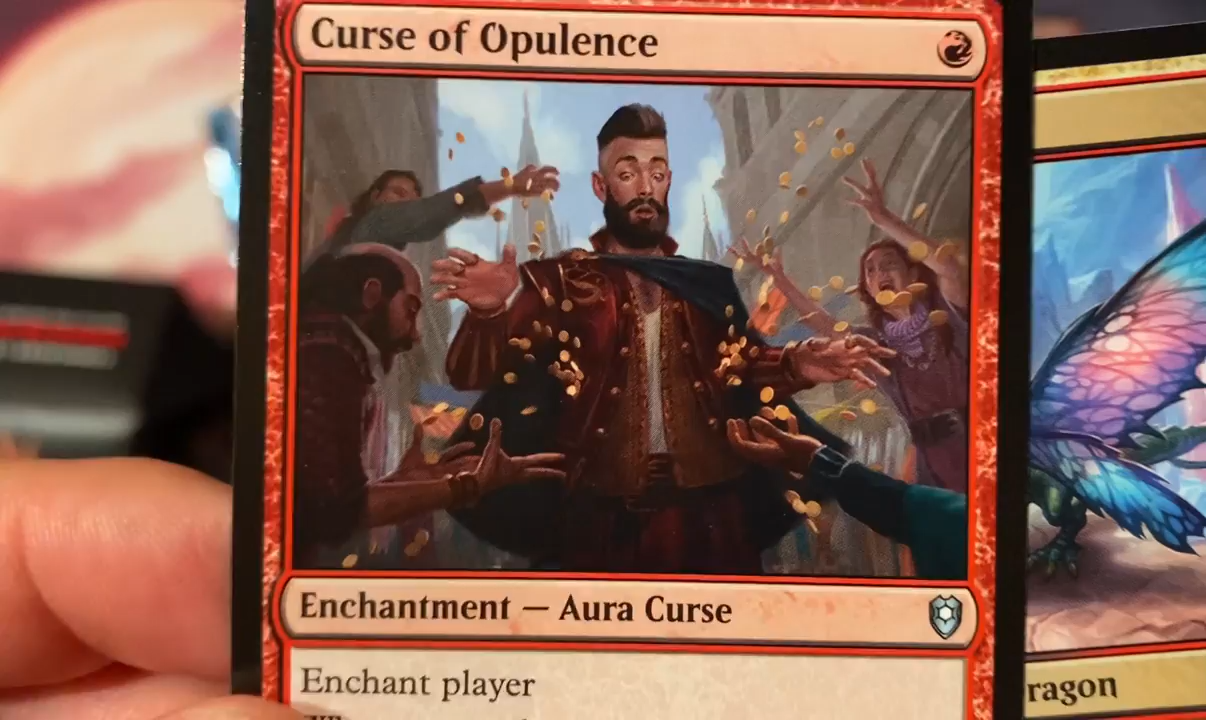 Curse of Opulence
Enchantment — Aura Curse
Enchant player
ragon